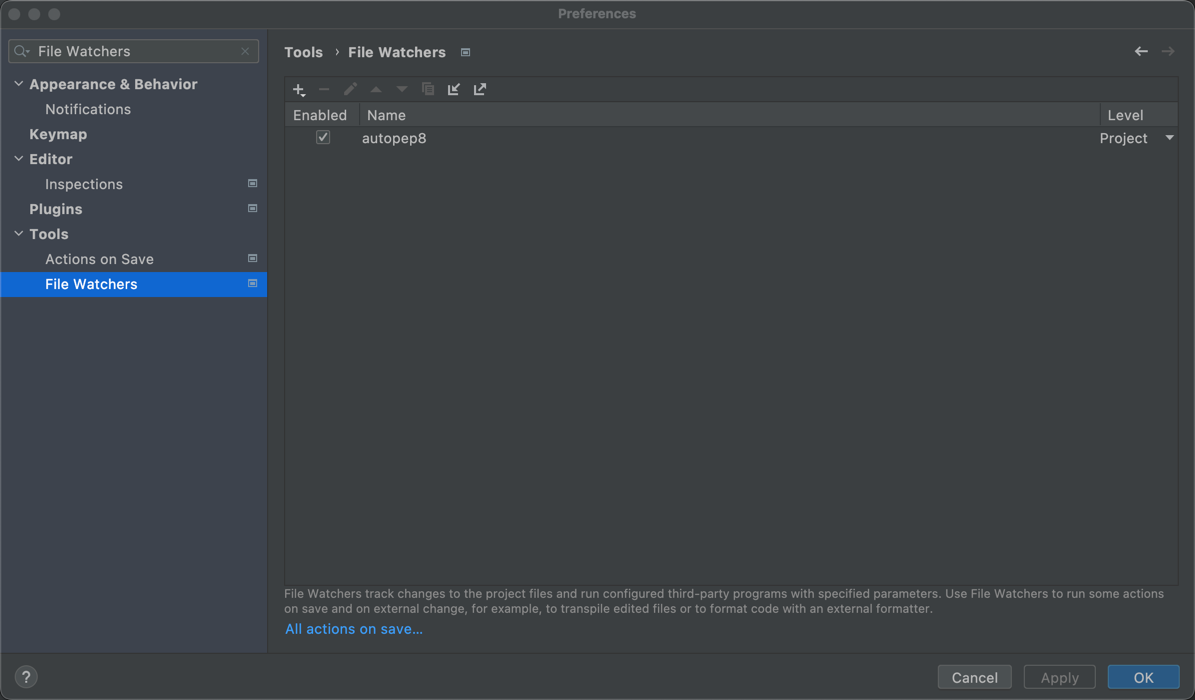 Preferences
File Watchers
Appearance & Behavior
Notifications
Keymap
Editor
Inspections
Plugins
Tools
Actions on Save
File Watchers
Tools › File Watchers
Enabled Name Level
autopep8 Project
File Watchers track changes to the project files and run configured third-party programs with specified parameters. Use File Watchers to run some actions
on save and on external change, for example, to transpile edited files or to format code with an external formatter.
All actions on save...
? Cancel Apply OK